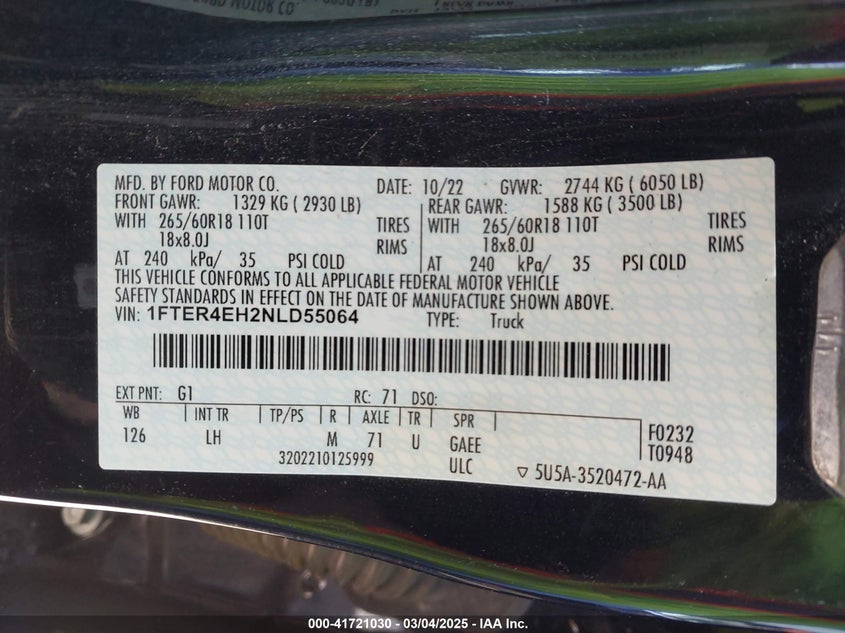 MFD. BY FORD MOTOR CO. DATE: 10/22 GVWR: 2744 KG ( 6050 LB)
FRONT GAWR: 1329 KG ( 2930 LB) REAR GAWR: 1588 KG ( 3500 LB)
WITH 265/60R18 110T TIRES WITH 265/60R18 110T TIRES
18x8.0J RIMS 18x8.0J RIMS
AT 240 kPa/ 35 PSI COLD AT 240 kPa/ 35 PSI COLD
THIS VEHICLE CONFORMS TO ALL APPLICABLE FEDERAL MOTOR VEHICLE
SAFETY STANDARDS IN EFFECT ON THE DATE OF MANUFACTURE SHOWN ABOVE.
VIN: 1FTER4EH2NLD55064 TYPE: Truck
EXT PNT: G1 RC: 71 DSO:
WB INT TR TP/PS R AXLE TR SPR
126 LH M 71 U GAEE F0232
3202210125999 ULC T0948
▽ 5U5A-3520472-AA
000-41721030 - 03/04/2025 - IAA Inc.